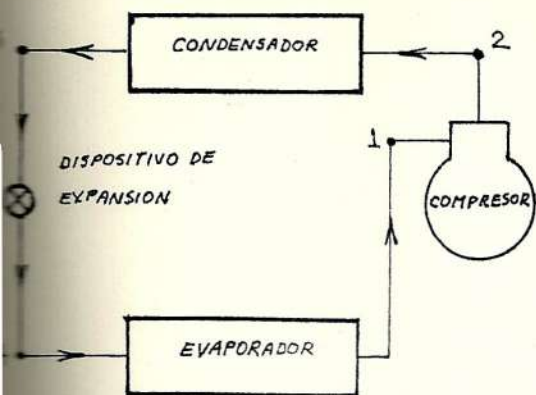 CONDENSADOR
2
1
DISPOSITIVO DE
EXPANSION
COMPRESOR
EVAPORADOR